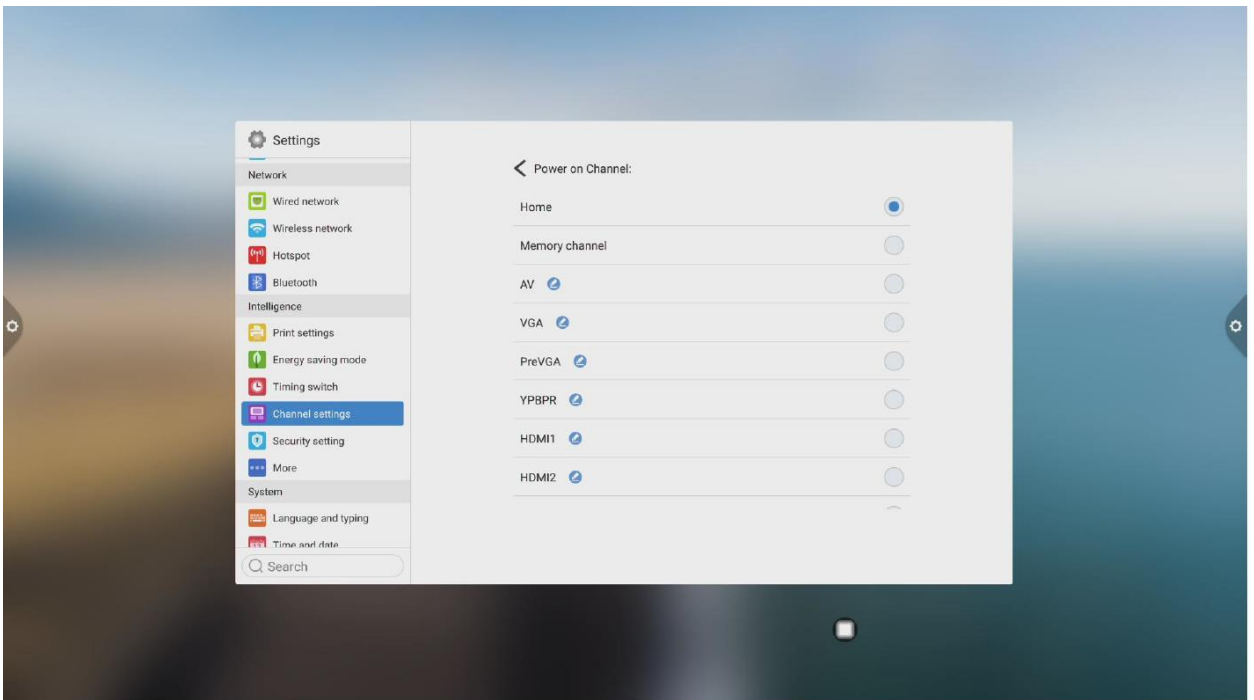 Settings
Network
Wired network
Wireless network
Hotspot
Bluetooth
Intelligence
Print settings
Energy saving mode
Timing switch
Channel settings
Security setting
More
System
Language and typing
Time and date
Search
Power on Channel:
Home
Memory channel
AV
VGA
PreVGA
YPBPR
HDMI1
HDMI2